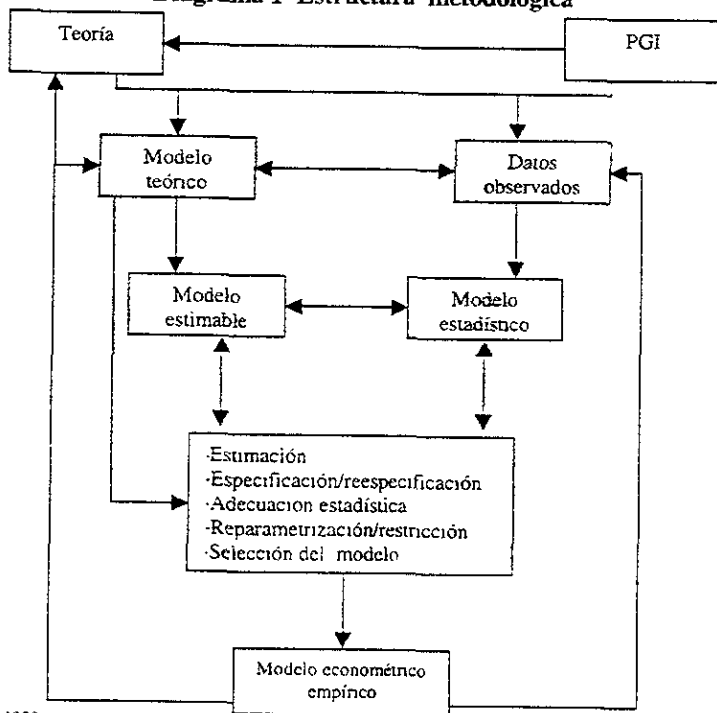 Diagrama 1 Estructura metodológica
Teoría
PGI
Modelo
teórico
Datos
observados
Modelo
estimable
Modelo
estadístico
·Estimación
·Especificación/reespecificación
·Adecuacion estadística
·Reparametrización/restricción
·Selección del modelo
Modelo econométrico
empírico